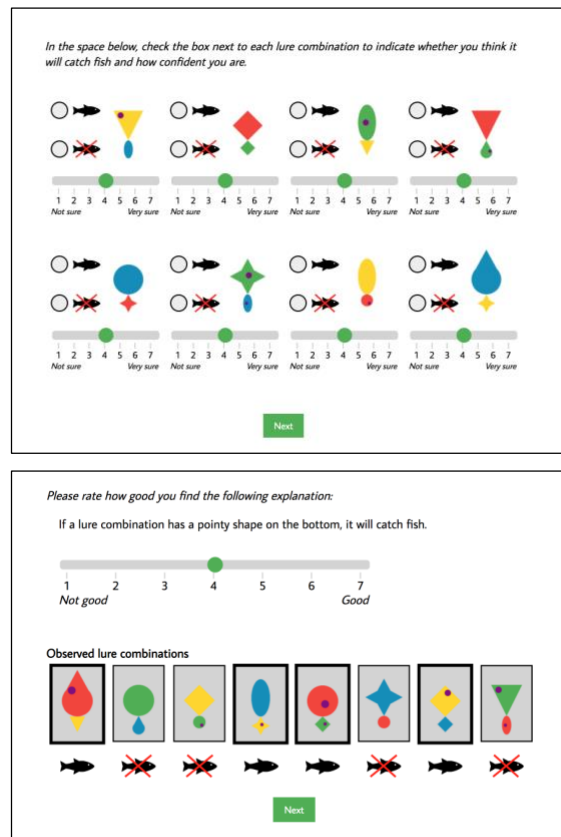 In the space below, check the box next to each lure combination to indicate whether you think it
will catch fish and how confident you are.
1 2 3 4 5 6 7 1 2 3 4 5 6 7 1 2 3 4 5 6 7 1 2 3 4 5 6 7
Not sure Very sure Not sure Very sure Not sure Very sure Not sure Very sure
1 2 3 4 5 6 7 1 2 3 4 5 6 7 1 2 3 4 5 6 7 1 2 3 4 5 6 7
Not sure Very sure Not sure Very sure Not sure Very sure Not sure Very sure
Next
Please rate how good you find the following explanation:
If a lure combination has a pointy shape on the bottom, it will catch fish.
1 2 3 4 5 6 7
Not good Good
Observed lure combinations
Next